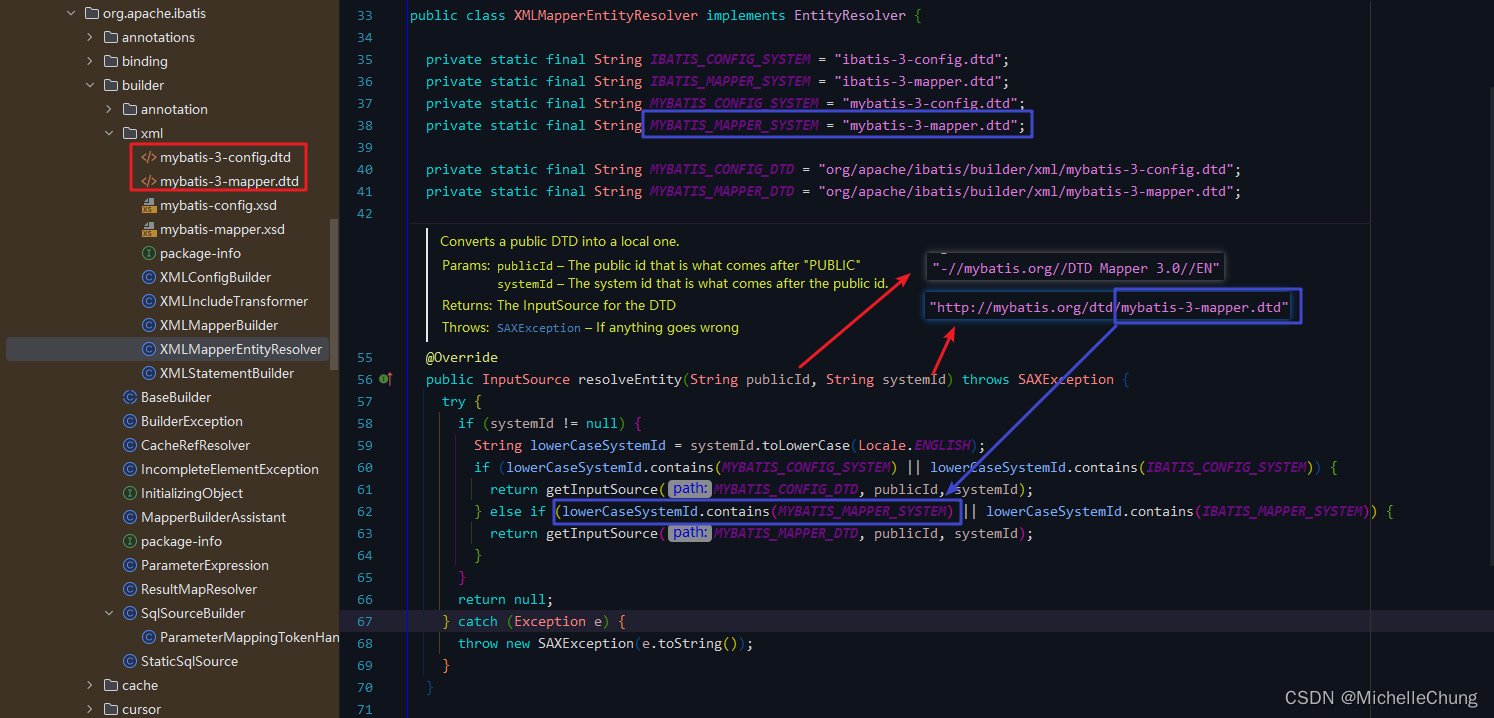 org.apache.ibatis
annotations
binding
builder
annotation
xml
mybatis-3-config.dtd
mybatis-3-mapper.dtd
mybatis-config.xsd
mybatis-mapper.xsd
package-info
XMLConfigBuilder
XMLIncludeTransformer
XMLMapperBuilder
XMLMapperEntityResolver
XMLStatementBuilder
BaseBuilder
BuilderException
CacheRefResolver
IncompleteElementException
InitializingObject
MapperBuilderAssistant
package-info
ParameterExpression
ResultMapResolver
SqlSourceBuilder
ParameterMappingTokenHan
StaticSqlSource
cache
cursor
33 public class XMLMapperEntityResolver implements EntityResolver {
34
35 private static final String IBATIS_CONFIG_SYSTEM = "ibatis-3-config.dtd";
36 private static final String IBATIS_MAPPER_SYSTEM = "ibatis-3-mapper.dtd";
37 private static final String MYBATIS_CONFIG_SYSTEM = "mybatis-3-config.dtd";
38 private static final String MYBATIS_MAPPER_SYSTEM = "mybatis-3-mapper.dtd";
39
40 private static final String MYBATIS_CONFIG_DTD = "org/apache/ibatis/builder/xml/mybatis-3-config.dtd";
41 private static final String MYBATIS_MAPPER_DTD = "org/apache/ibatis/builder/xml/mybatis-3-mapper.dtd";
42
Converts a public DTD into a local one.
Params: publicId – The public id that is what comes after "PUBLIC"
systemId – The system id that is what comes after the public id.
Returns: The InputSource for the DTD
Throws: SAXException – If anything goes wrong
"-//mybatis.org//DTD Mapper 3.0//EN"
"http://mybatis.org/dtd/mybatis-3-mapper.dtd"
55 @Override
56 public InputSource resolveEntity(String publicId, String systemId) throws SAXException {
57 try {
58 if (systemId != null) {
59 String lowerCaseSystemId = systemId.toLowerCase(Locale.ENGLISH);
60 if (lowerCaseSystemId.contains(MYBATIS_CONFIG_SYSTEM) || lowerCaseSystemId.contains(IBATIS_CONFIG_SYSTEM)) {
61 return getInputSource( path: MYBATIS_CONFIG_DTD, publicId, systemId);
62 } else if (lowerCaseSystemId.contains(MYBATIS_MAPPER_SYSTEM) || lowerCaseSystemId.contains(IBATIS_MAPPER_SYSTEM)) {
63 return getInputSource( path: MYBATIS_MAPPER_DTD, publicId, systemId);
64 }
65 }
66 return null;
67 } catch (Exception e) {
68 throw new SAXException(e.toString());
69 }
70 }
71
CSDN @MichelleChung